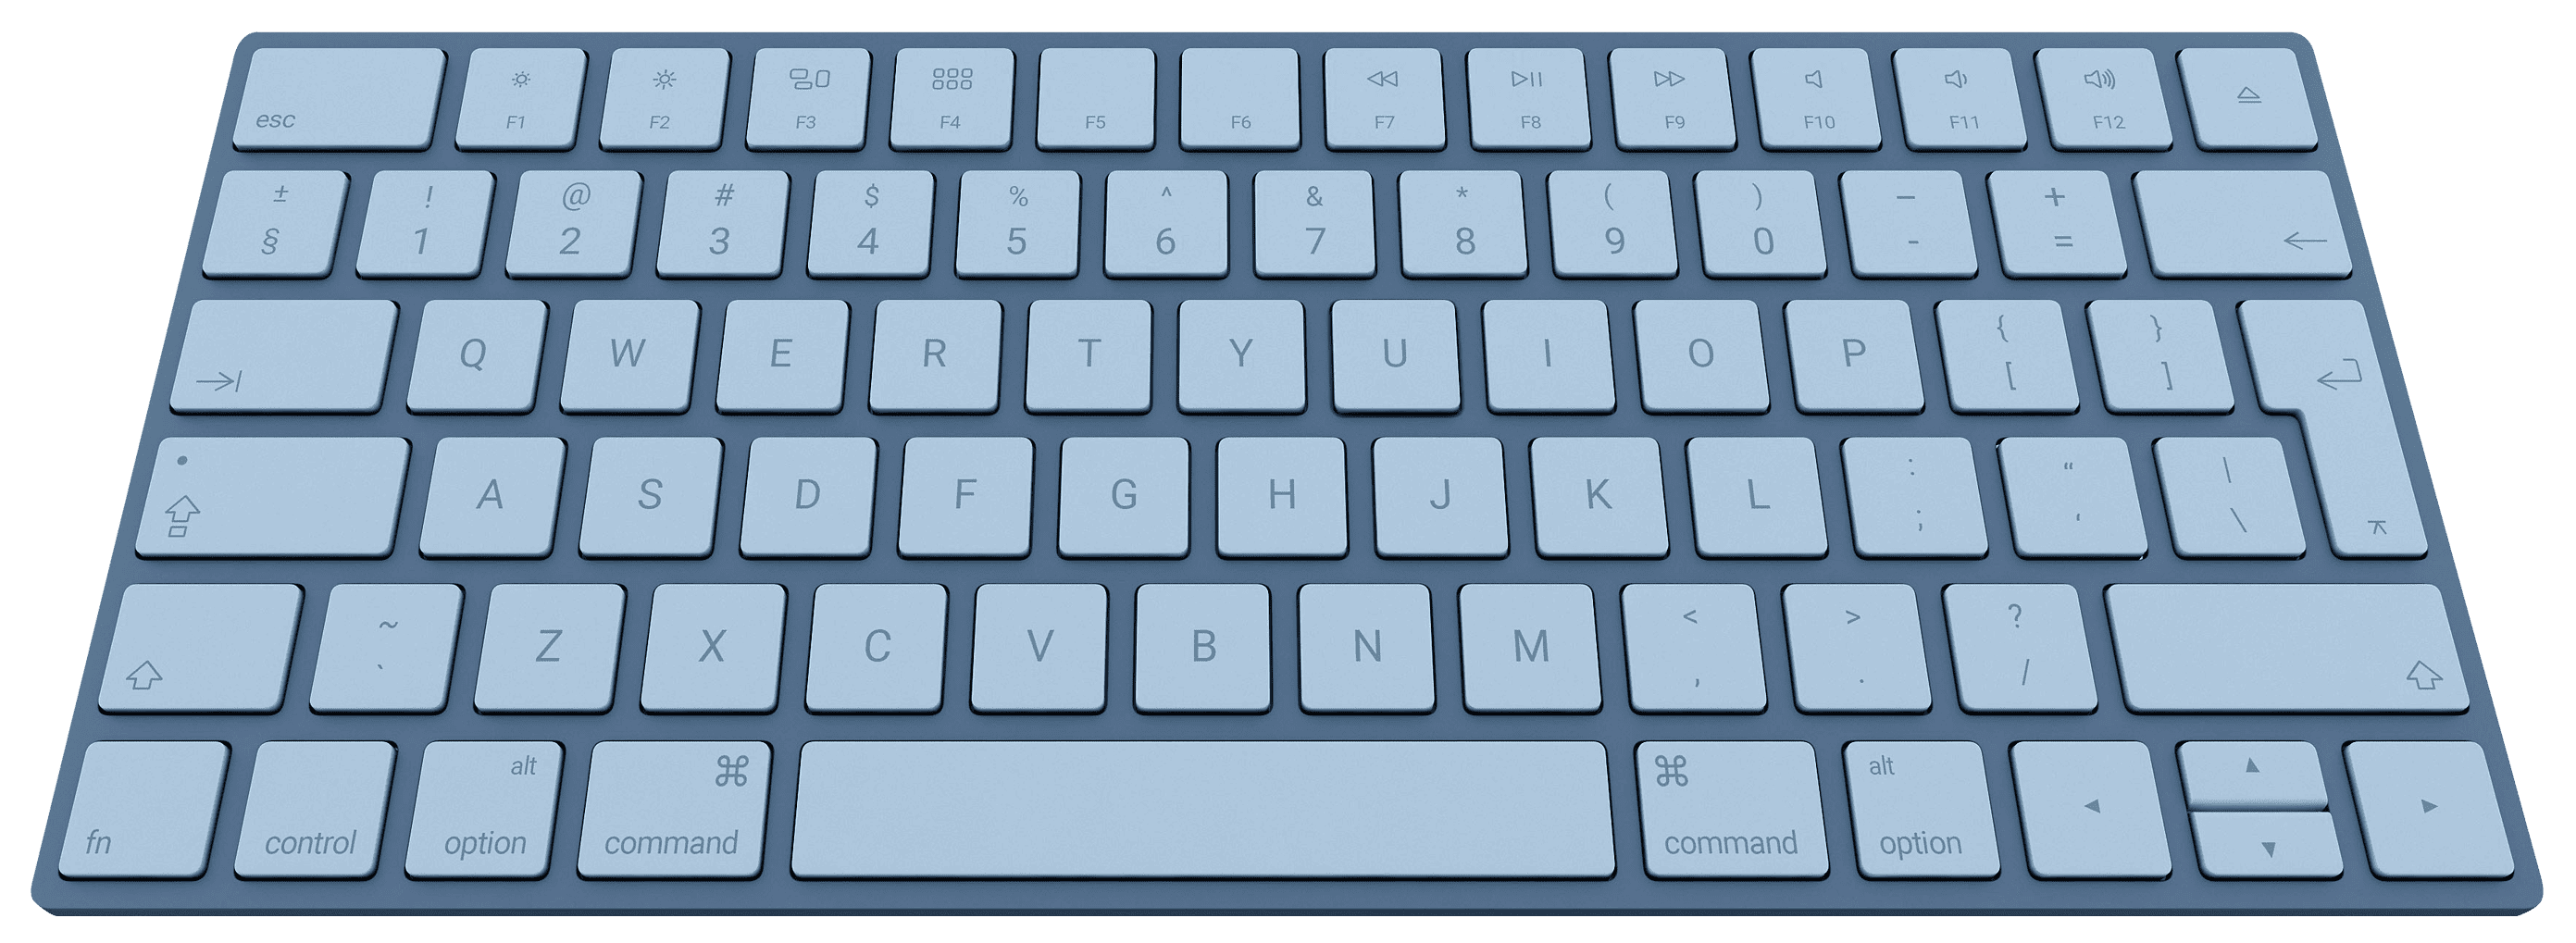 esc F1 F2 F3 F4 F5 F6 F7 F8 F9 F10 F11 F12
± ! @ # $ % ^ & * ( ) – +
§ 1 2 3 4 5 6 7 8 9 0 - =
Q W E R T Y U I O P { [ } ]
A S D F G H J K L : ; “ ‘ | \
~ ` Z X C V B N M < , > . ? /
alt ⌘ ⌘ alt
fn control option command command option